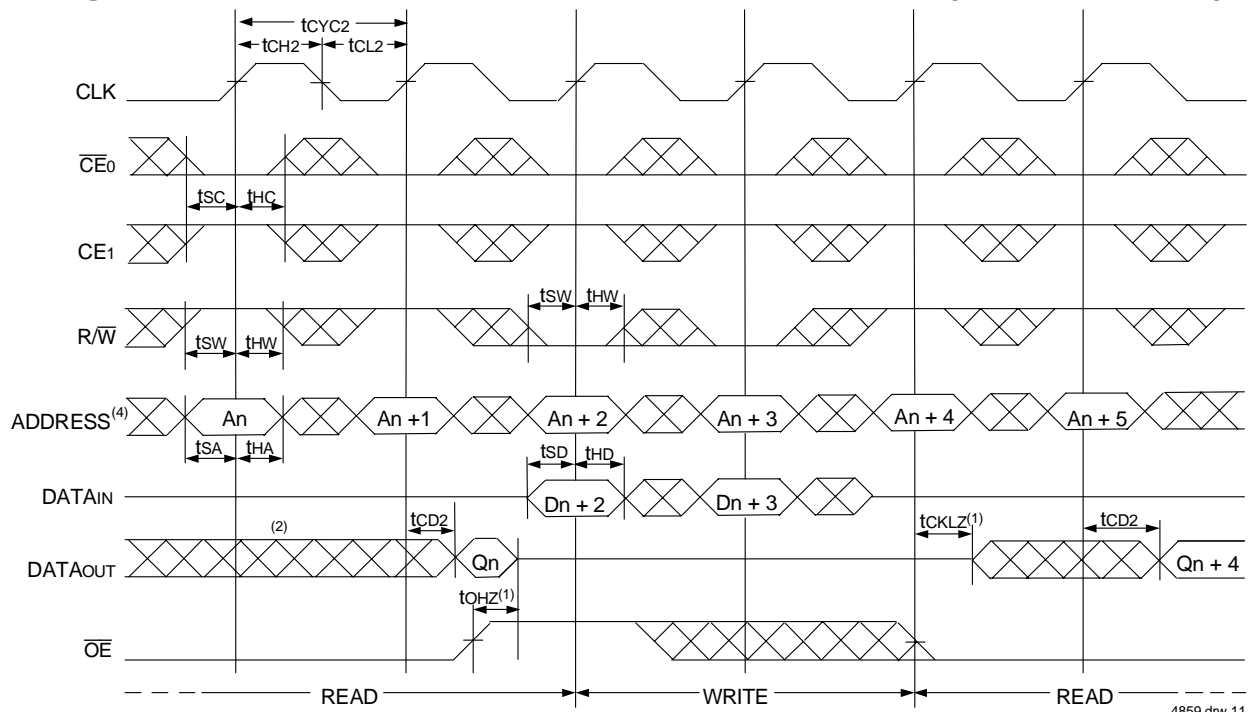 tCYC2
tCH2 tCL2
CLK
CE0
tSC tHC
CE1
tSW tHW
R/W
tSW tHW
ADDRESS(4) An An +1 An + 2 An + 3 An + 4 An + 5
tSA tHA tSD tHD
DATAIN Dn + 2 Dn + 3
(2) tCD2 tCKLZ(1) tCD2
DATAOUT Qn Qn + 4
tOHZ(1)
OE
READ WRITE READ
4859 drw 11